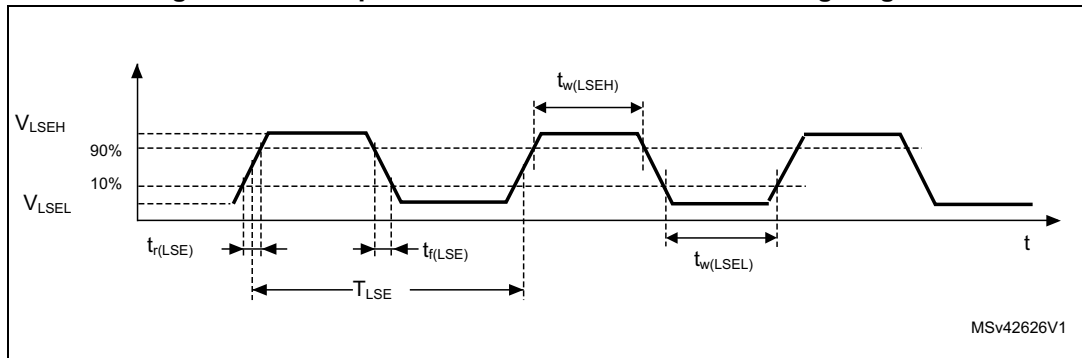 t_w(LSEH)
V_LSEH
90%
10%
V_LSEL
t_r(LSE)
t_f(LSE)
t_w(LSEL)
t
T_LSE
MSv42626V1